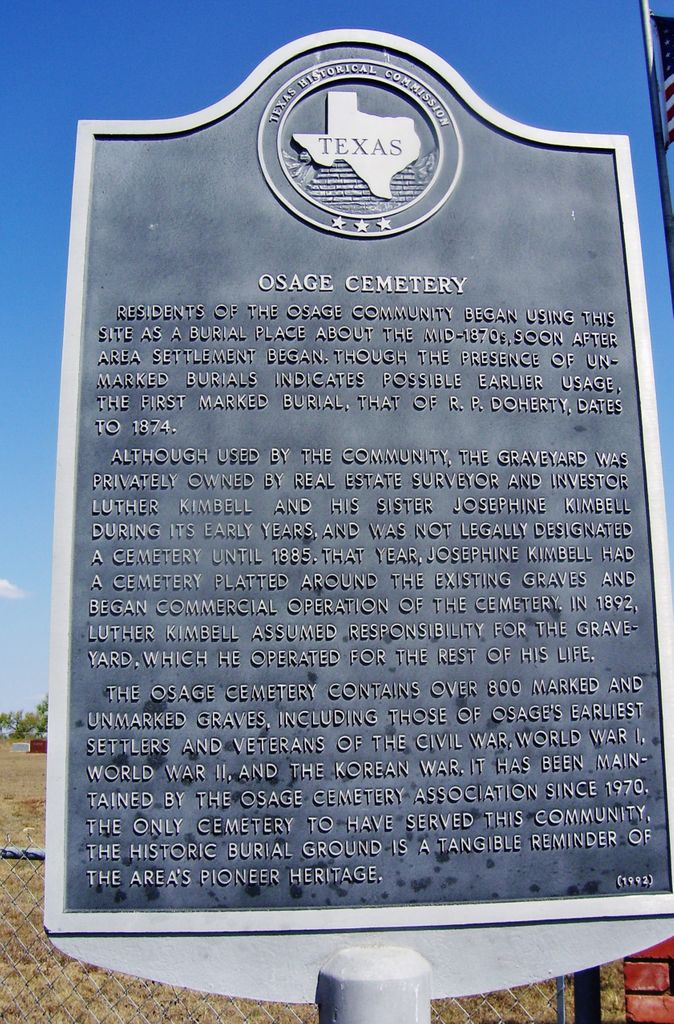 TEXAS HISTORICAL COMMISSION
TEXAS
OSAGE CEMETERY
RESIDENTS OF THE OSAGE COMMUNITY BEGAN USING THIS
SITE AS A BURIAL PLACE ABOUT THE MID-1870s, SOON AFTER
AREA SETTLEMENT BEGAN. THOUGH THE PRESENCE OF UN-
MARKED BURIALS INDICATES POSSIBLE EARLIER USAGE,
THE FIRST MARKED BURIAL, THAT OF R. P. DOHERTY, DATES
TO 1874.
ALTHOUGH USED BY THE COMMUNITY, THE GRAVEYARD WAS
PRIVATELY OWNED BY REAL ESTATE SURVEYOR AND INVESTOR
LUTHER KIMBELL AND HIS SISTER JOSEPHINE KIMBELL
DURING ITS EARLY YEARS, AND WAS NOT LEGALLY DESIGNATED
A CEMETERY UNTIL 1885. THAT YEAR, JOSEPHINE KIMBELL HAD
A CEMETERY PLATTED AROUND THE EXISTING GRAVES AND
BEGAN COMMERCIAL OPERATION OF THE CEMETERY. IN 1892,
LUTHER KIMBELL ASSUMED RESPONSIBILITY FOR THE GRAVE-
YARD, WHICH HE OPERATED FOR THE REST OF HIS LIFE.
THE OSAGE CEMETERY CONTAINS OVER 800 MARKED AND
UNMARKED GRAVES, INCLUDING THOSE OF OSAGE'S EARLIEST
SETTLERS AND VETERANS OF THE CIVIL WAR, WORLD WAR I,
WORLD WAR II, AND THE KOREAN WAR. IT HAS BEEN MAIN-
TAINED BY THE OSAGE CEMETERY ASSOCIATION SINCE 1970.
THE ONLY CEMETERY TO HAVE SERVED THIS COMMUNITY,
THE HISTORIC BURIAL GROUND IS A TANGIBLE REMINDER OF
THE AREA'S PIONEER HERITAGE.
(1992)